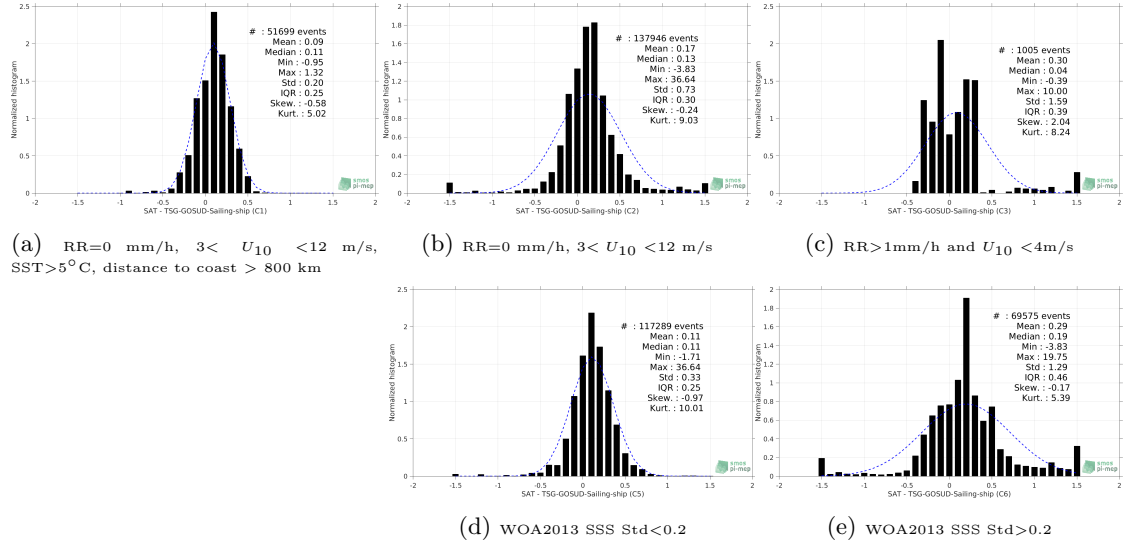 2.5
2
1.5
1
0.5
0
Normalized histogram
# : 51699 events
Mean : 0.09
Median : 0.11
Min : -0.95
Max : 1.32
Std : 0.20
IQR : 0.25
Skew. : -0.58
Kurt. : 5.02
smos
pi-mep
-2 -1.5 -1 -0.5 0 0.5 1 1.5 2
SAT - TSG-GOSUD-Sailing-ship (C1)
(a) RR=0 mm/h, 3< U10 <12 m/s,
SST>5°C, distance to coast > 800 km
2
1.8
1.6
1.4
1.2
1
0.8
0.6
0.4
0.2
0
Normalized histogram
# : 137946 events
Mean : 0.17
Median : 0.13
Min : -3.83
Max : 36.64
Std : 0.73
IQR : 0.30
Skew. : -0.24
Kurt. : 9.03
smos
pi-mep
-2 -1.5 -1 -0.5 0 0.5 1 1.5 2
SAT - TSG-GOSUD-Sailing-ship (C2)
(b) RR=0 mm/h, 3< U10 <12 m/s
2.5
2
1.5
1
0.5
0
Normalized histogram
# : 1005 events
Mean : 0.30
Median : 0.04
Min : -0.39
Max : 10.00
Std : 1.59
IQR : 0.39
Skew. : 2.04
Kurt. : 8.24
smos
pi-mep
-2 -1.5 -1 -0.5 0 0.5 1 1.5 2
SAT - TSG-GOSUD-Sailing-ship (C3)
(c) RR>1mm/h and U10 <4m/s
2.5
2
1.5
1
0.5
0
Normalized histogram
# : 117289 events
Mean : 0.11
Median : 0.11
Min : -1.71
Max : 36.64
Std : 0.33
IQR : 0.25
Skew. : -0.97
Kurt. : 10.01
smos
pi-mep
-2 -1.5 -1 -0.5 0 0.5 1 1.5 2
SAT - TSG-GOSUD-Sailing-ship (C5)
(d) WOA2013 SSS Std<0.2
2
1.8
1.6
1.4
1.2
1
0.8
0.6
0.4
0.2
0
Normalized histogram
# : 69575 events
Mean : 0.29
Median : 0.19
Min : -3.83
Max : 19.75
Std : 1.29
IQR : 0.46
Skew. : -0.17
Kurt. : 5.39
smos
pi-mep
-2 -1.5 -1 -0.5 0 0.5 1 1.5 2
SAT - TSG-GOSUD-Sailing-ship (C6)
(e) WOA2013 SSS Std>0.2